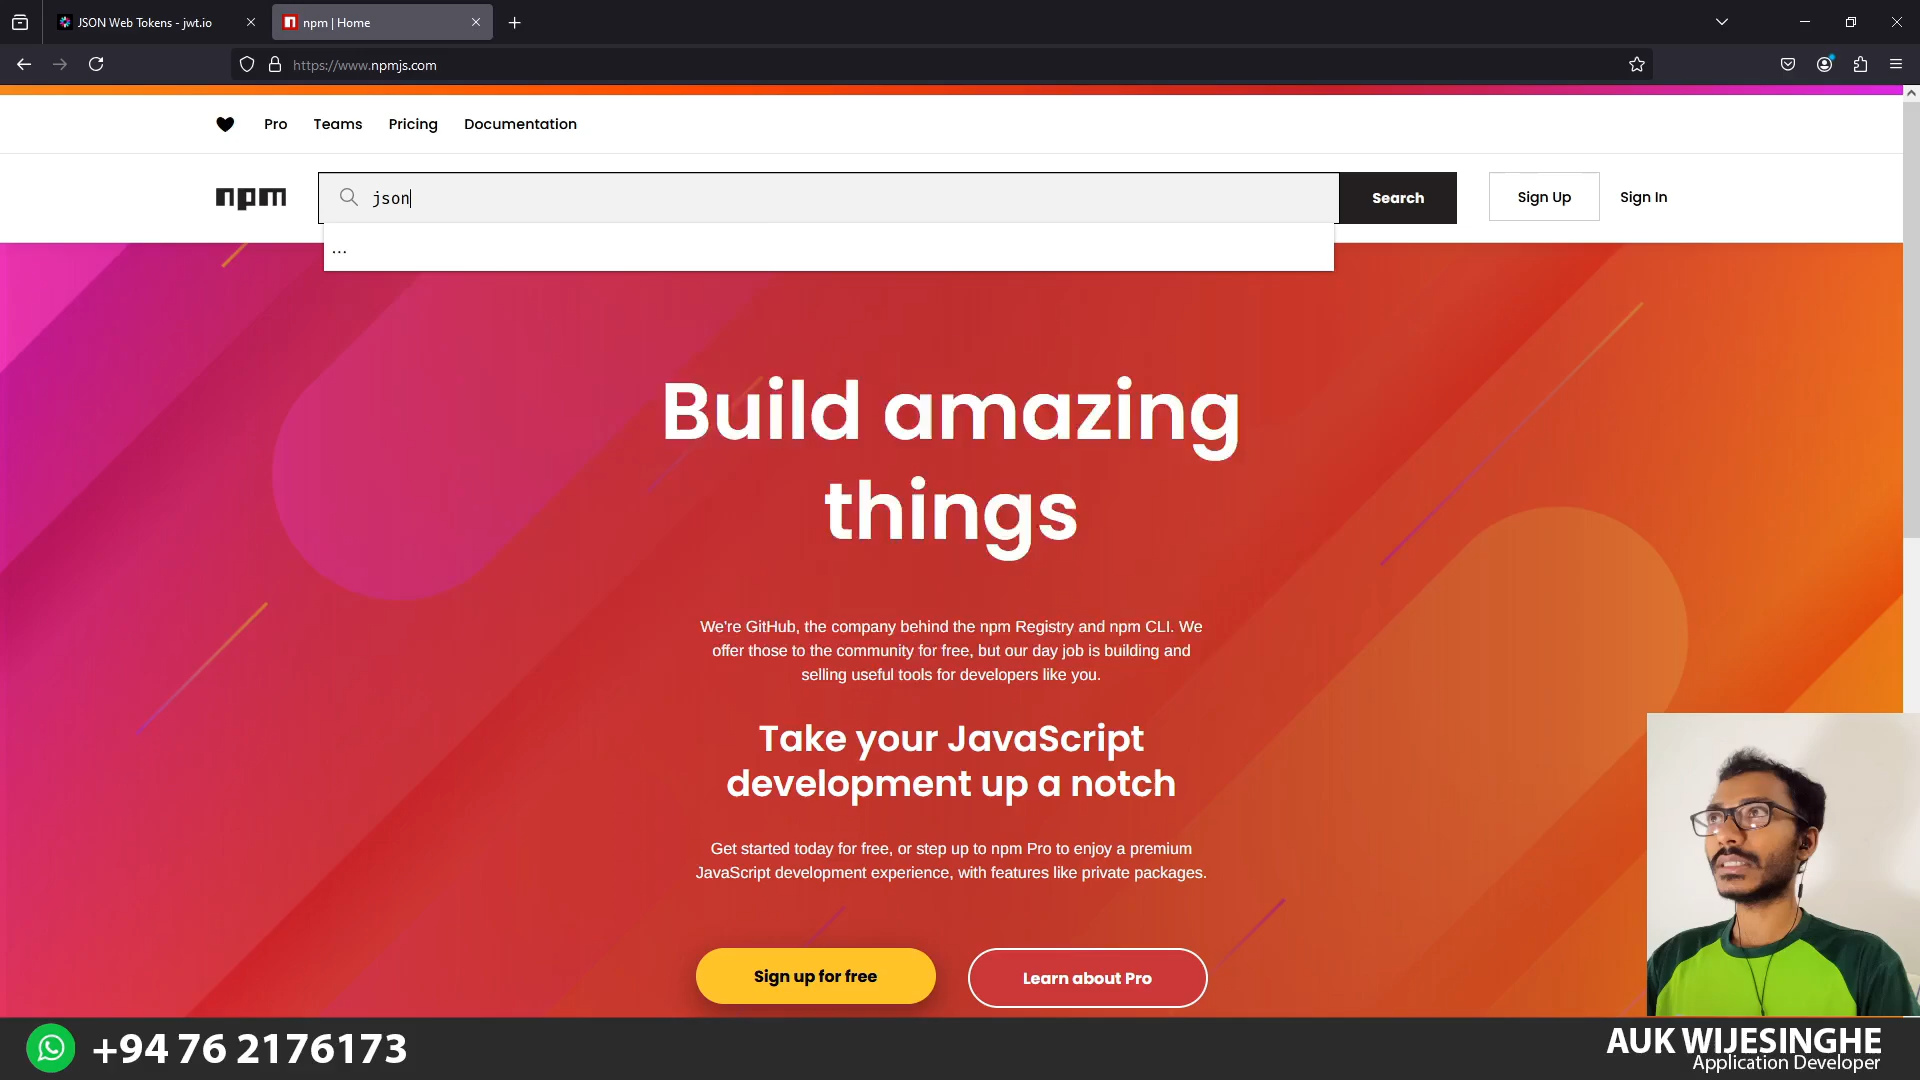 JSON Web Tokens - jwt.io
npm | Home
https://www.npmjs.com
Pro
Teams
Pricing
Documentation
npm
json
Search
Sign Up
Sign In
...
Build amazing
things
We're GitHub, the company behind the npm Registry and npm CLI. We
offer those to the community for free, but our day job is building and
selling useful tools for developers like you.
Take your JavaScript
development up a notch
Get started today for free, or step up to npm Pro to enjoy a premium
JavaScript development experience, with features like private packages.
Sign up for free
Learn about Pro
+94 76 2176173
AUK WIJESINGHE
Application Developer